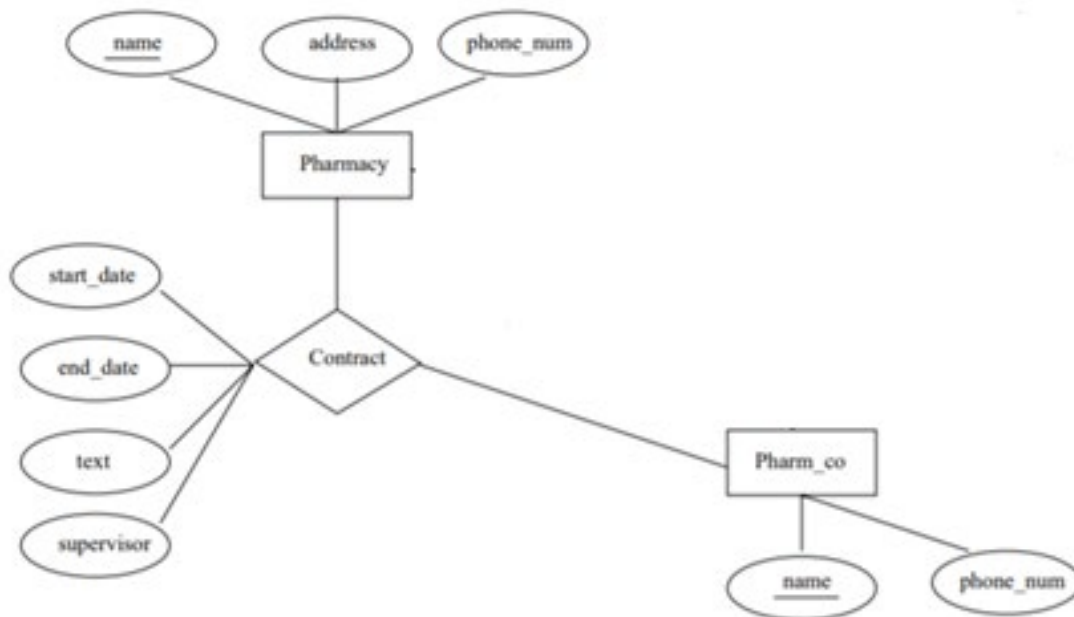 name
address
phone_num
Pharmacy
start_date
end_date
Contract
text
supervisor
Pharm_co
name
phone_num